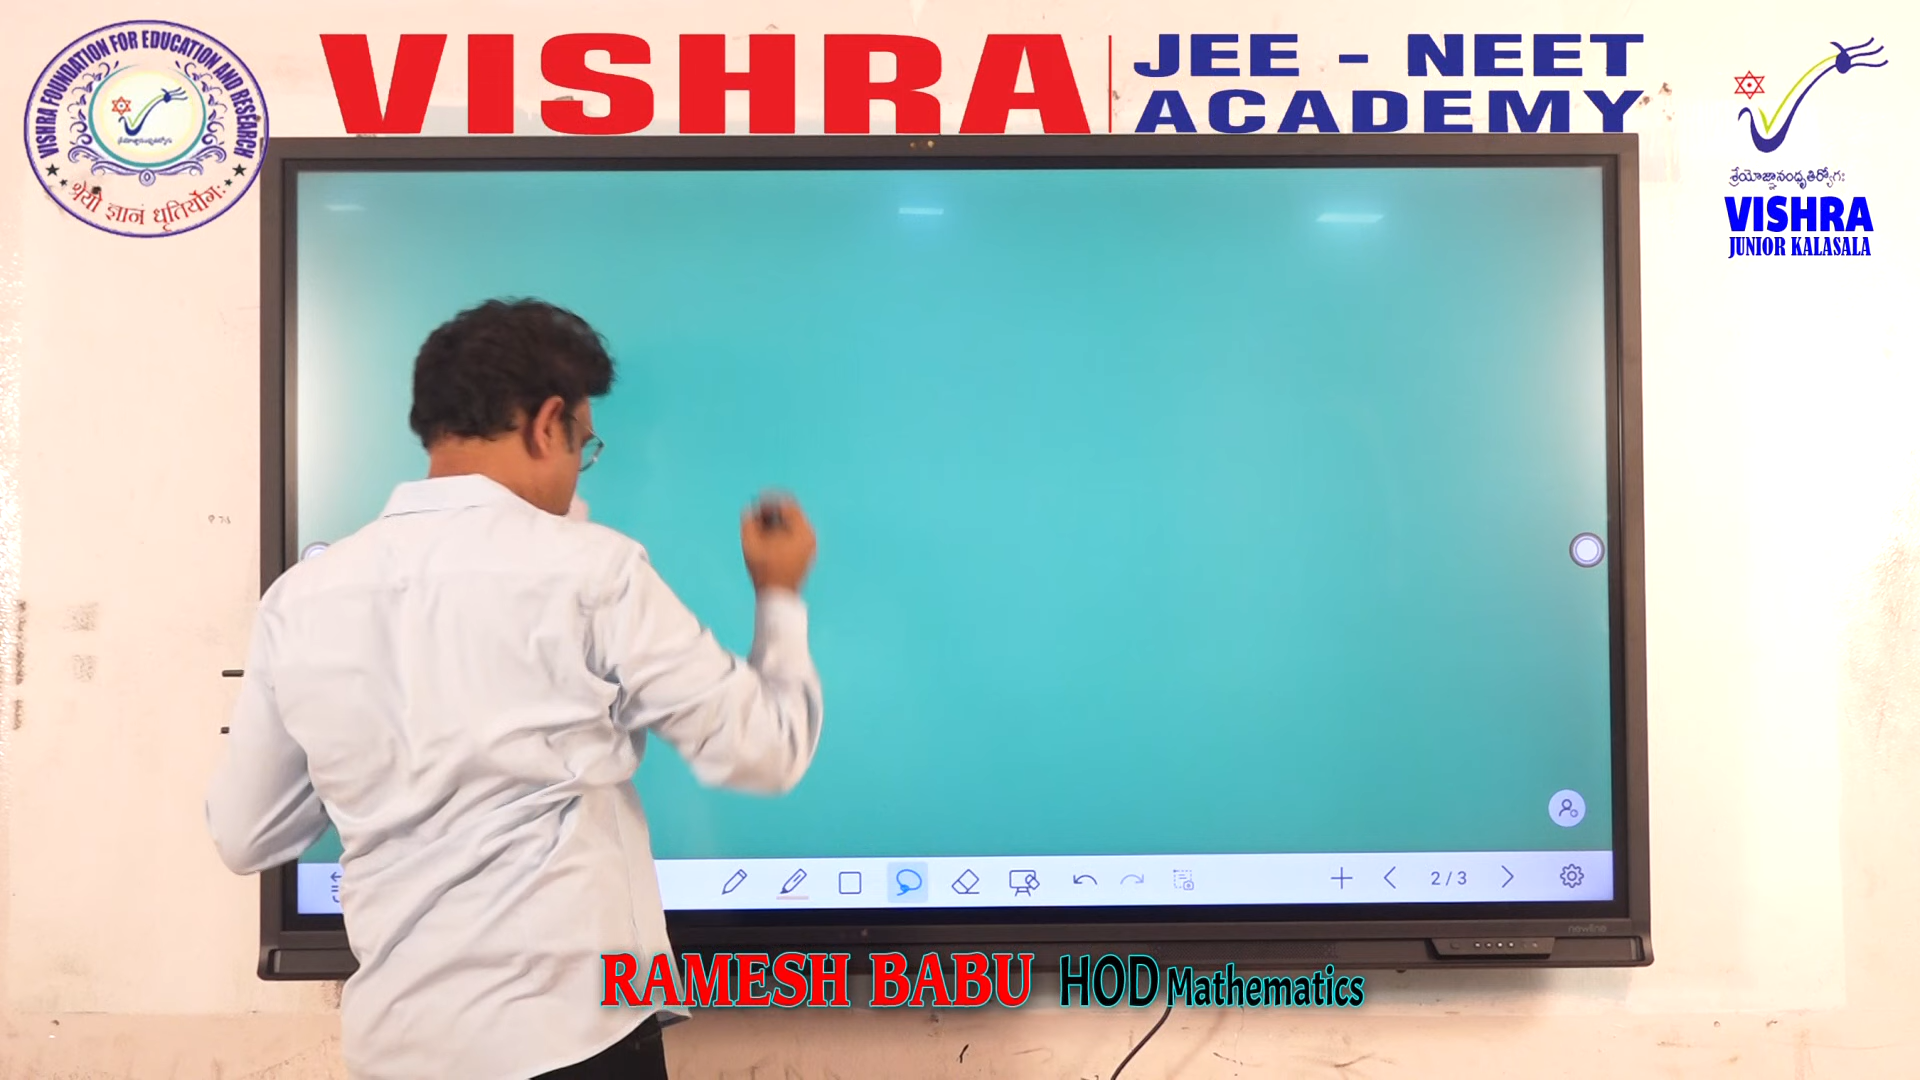 VISHRA FOUNDATION FOR EDUCATION AND RESEARCH
श्रेयो ज्ञानं धृतिर्योगः
VISHRA
JEE - NEET
ACADEMY
శ్రేయోజ్ఞానంధృతిర్యోగః
VISHRA
JUNIOR KALASALA
2/3
newline
RAMESH BABU HOD Mathematics